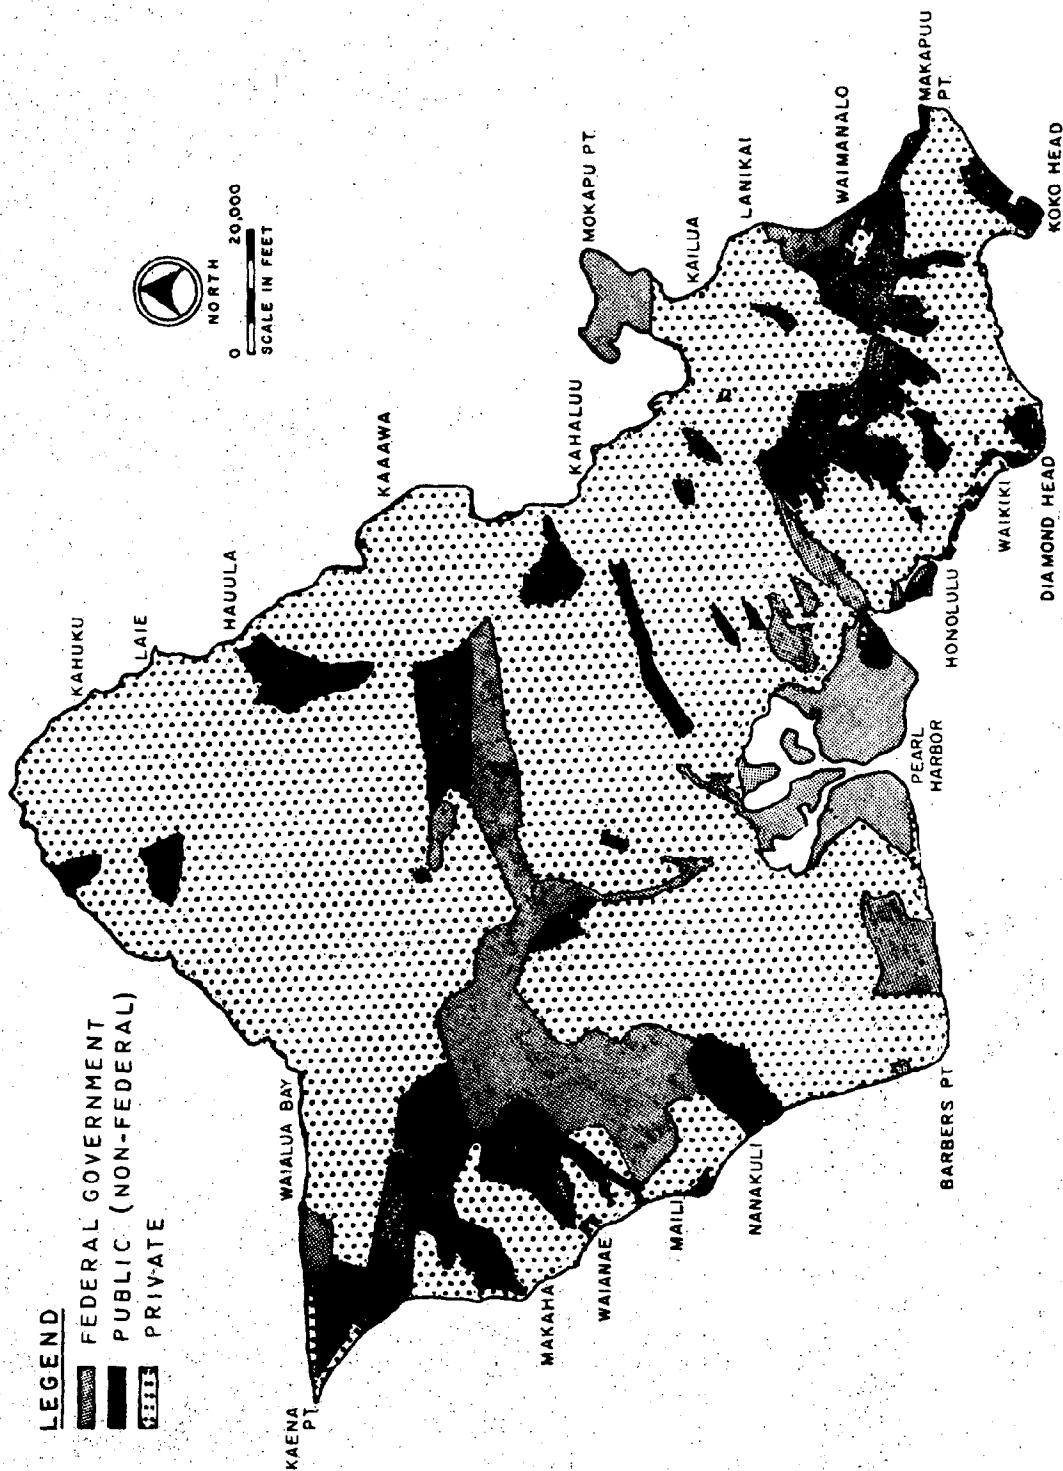 LEGEND
FEDERAL GOVERNMENT
PUBLIC (NON-FEDERAL)
PRIVATE
NORTH
0 20,000
SCALE IN FEET
KAENA
PT.
WAIALUA BAY
KAHUKU
LAIE
HAUULA
KAAAWA
KAHALUU
MOKAPU PT.
KAILUA
LANIKAI
WAIMANALO
MAKAPUU
PT.
KOKO HEAD
DIAMOND HEAD
WAIKIKI
HONOLULU
PEARL
HARBOR
BARBERS PT.
NANAKULI
MAILI
WAIANAE
MAKAHA